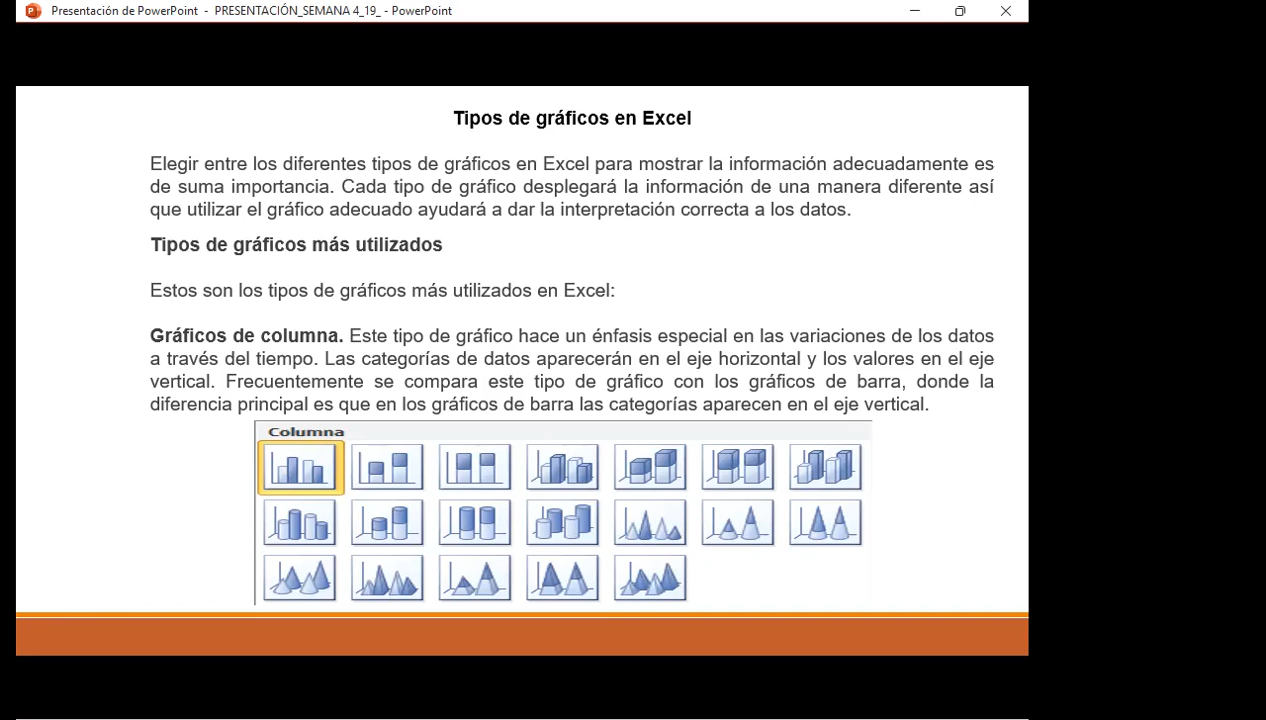 Presentación de PowerPoint - PRESENTACIÓN_SEMANA 4_19_ - PowerPoint
Tipos de gráficos en Excel
Elegir entre los diferentes tipos de gráficos en Excel para mostrar la información adecuadamente es
de suma importancia. Cada tipo de gráfico desplegará la información de una manera diferente así
que utilizar el gráfico adecuado ayudará a dar la interpretación correcta a los datos.
Tipos de gráficos más utilizados
Estos son los tipos de gráficos más utilizados en Excel:
Gráficos de columna. Este tipo de gráfico hace un énfasis especial en las variaciones de los datos
a través del tiempo. Las categorías de datos aparecerán en el eje horizontal y los valores en el eje
vertical. Frecuentemente se compara este tipo de gráfico con los gráficos de barra, donde la
diferencia principal es que en los gráficos de barra las categorías aparecen en el eje vertical.
Columna